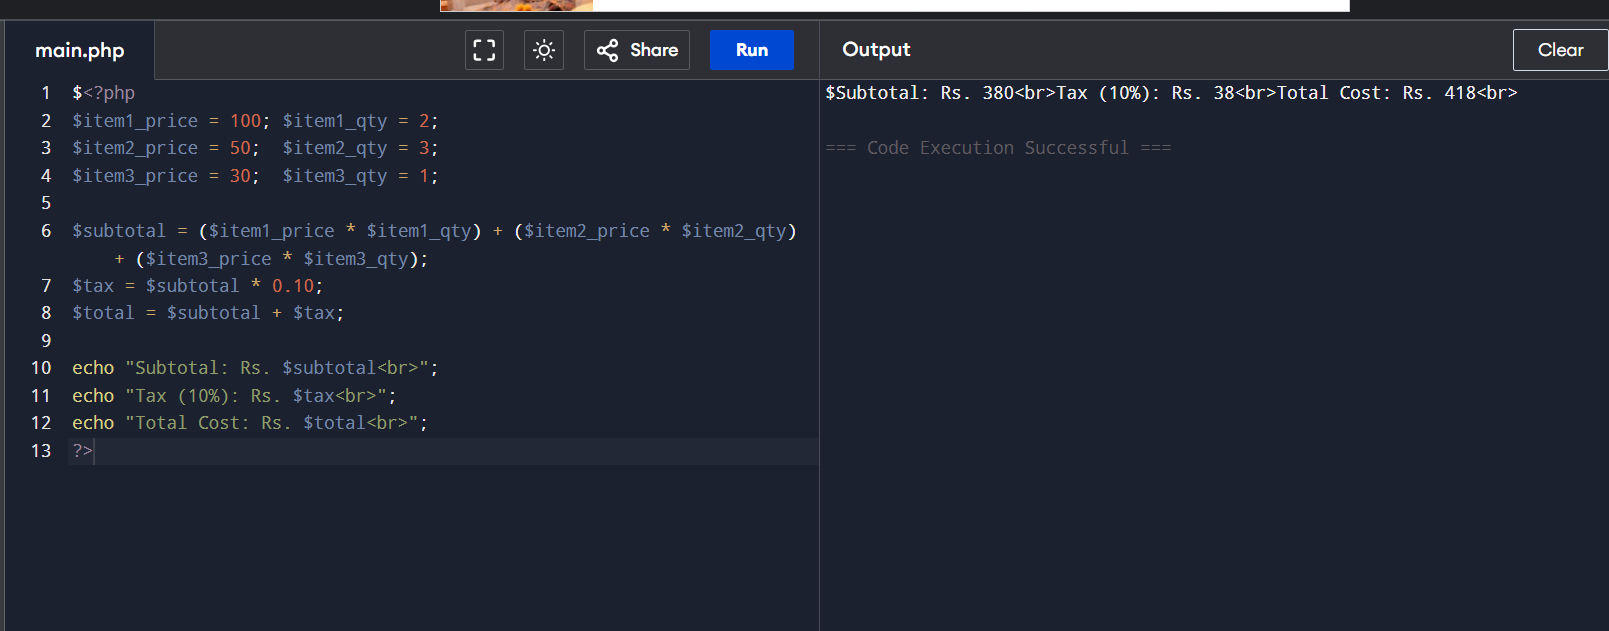 main.php
Share
Run
Output
Clear
1 $<?php
2 $item1_price = 100; $item1_qty = 2;
3 $item2_price = 50;  $item2_qty = 3;
4 $item3_price = 30;  $item3_qty = 1;
5
6 $subtotal = ($item1_price * $item1_qty) + ($item2_price * $item2_qty)
+ ($item3_price * $item3_qty);
7 $tax = $subtotal * 0.10;
8 $total = $subtotal + $tax;
9
10 echo "Subtotal: Rs. $subtotal<br>";
11 echo "Tax (10%): Rs. $tax<br>";
12 echo "Total Cost: Rs. $total<br>";
13 ?>
$Subtotal: Rs. 380<br>Tax (10%): Rs. 38<br>Total Cost: Rs. 418<br>
=== Code Execution Successful ===